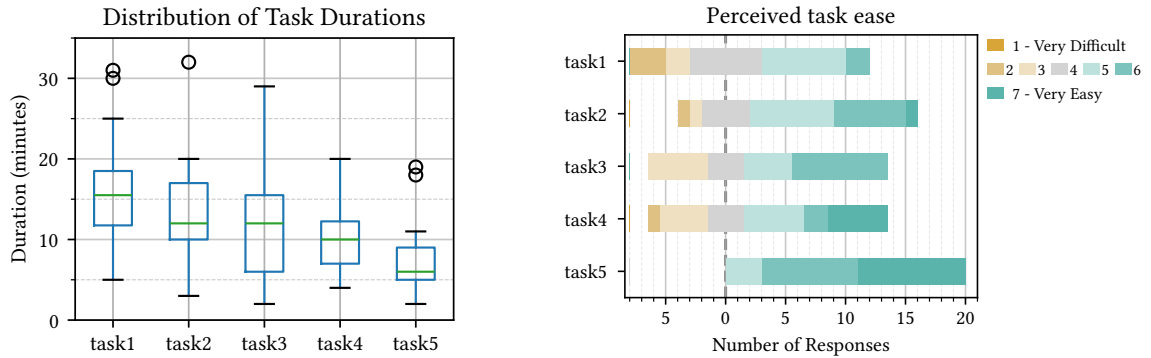 Distribution of Task Durations
Duration (minutes)
30
20
10
0
task1 task2 task3 task4 task5
Perceived task ease
task1
task2
task3
task4
task5
5 0 5 10 15 20
Number of Responses
1 - Very Difficult
2 3 4 5 6
7 - Very Easy